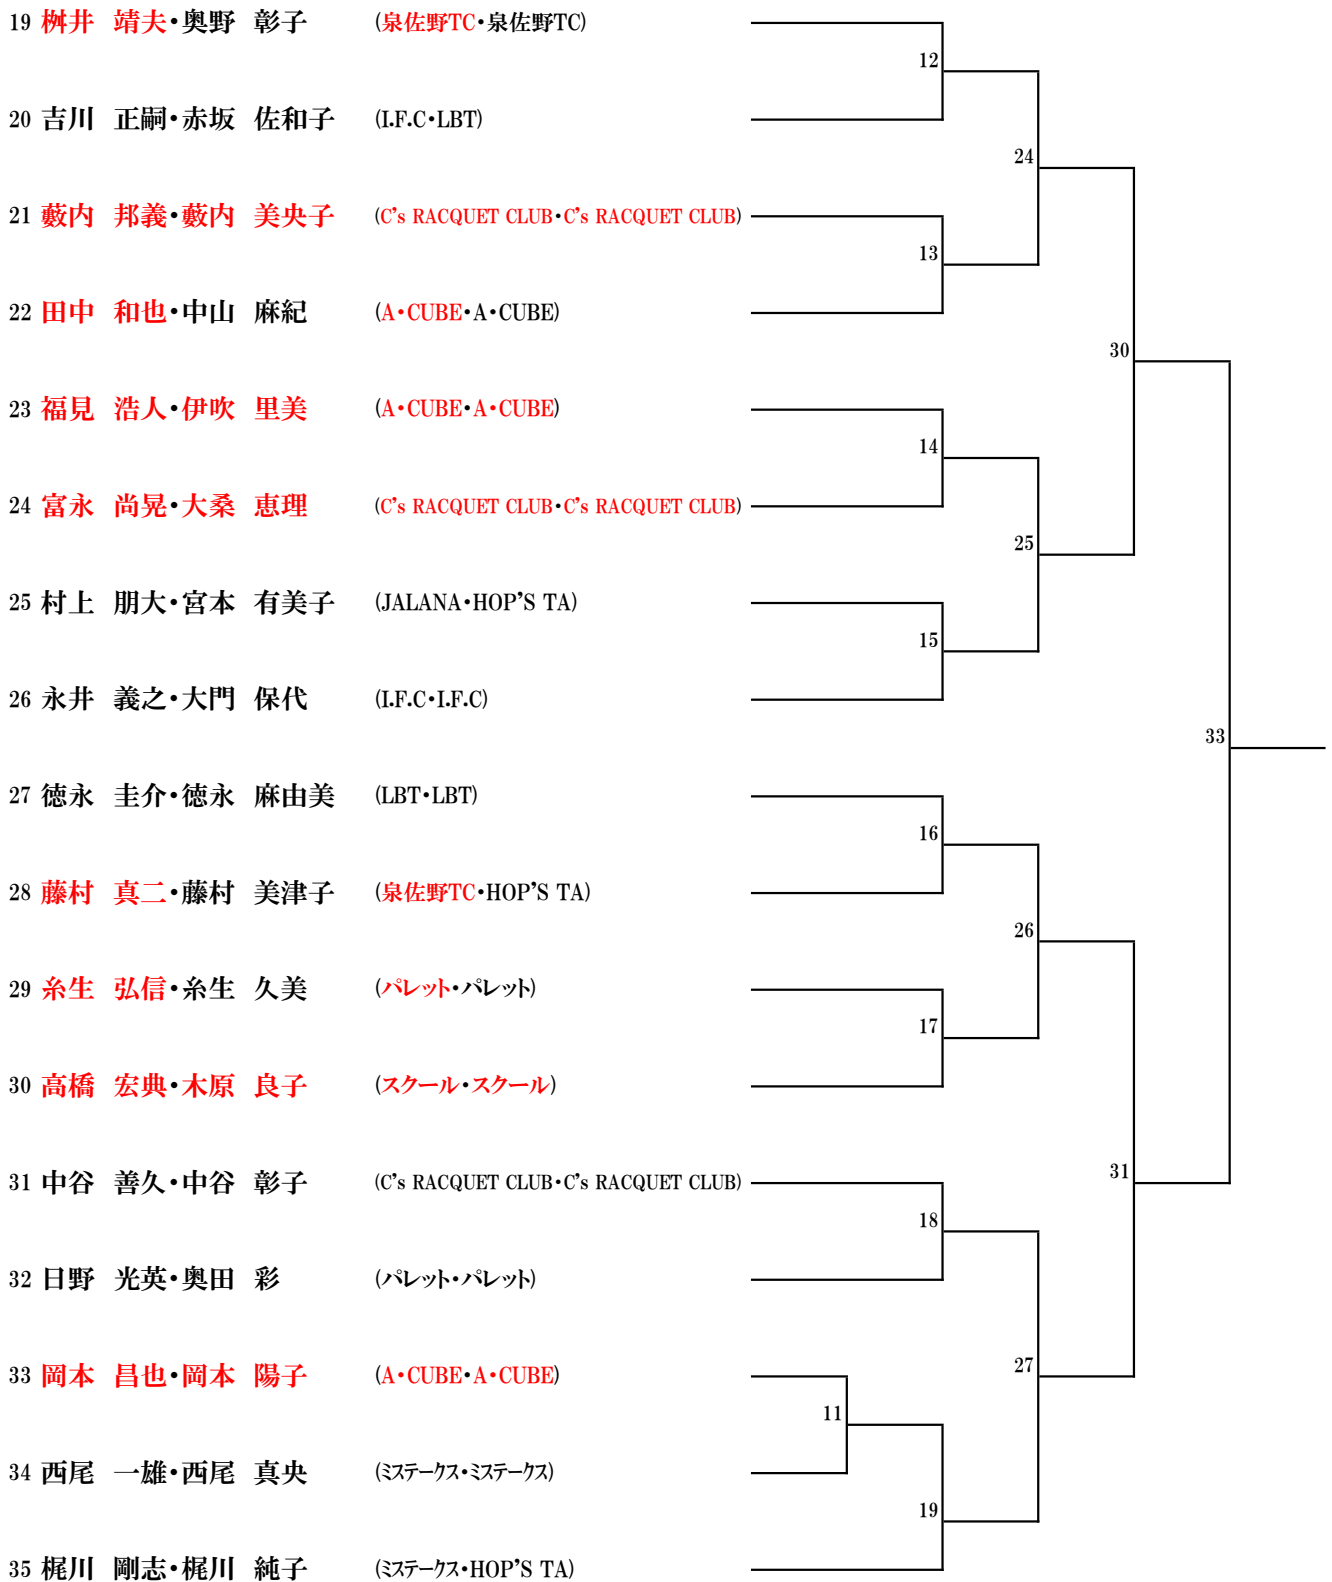 19 桝井 靖夫・奥野 彰子 (泉佐野TC・泉佐野TC)
12
20 吉川 正嗣・赤坂 佐和子 (I.F.C・LBT)
24
21 藪内 邦義・藪内 美央子 (C's RACQUET CLUB・C's RACQUET CLUB)
13
22 田中 和也・中山 麻紀 (A・CUBE・A・CUBE)
30
23 福見 浩人・伊吹 里美 (A・CUBE・A・CUBE)
14
24 富永 尚晃・大桑 恵理 (C's RACQUET CLUB・C's RACQUET CLUB)
25
25 村上 朋大・宮本 有美子 (JALANA・HOP'S TA)
15
26 永井 義之・大門 保代 (I.F.C・I.F.C)
33
27 徳永 圭介・徳永 麻由美 (LBT・LBT)
16
28 藤村 真二・藤村 美津子 (泉佐野TC・HOP'S TA)
26
29 糸生 弘信・糸生 久美 (パレット・パレット)
17
30 高橋 宏典・木原 良子 (スクール・スクール)
31
31 中谷 善久・中谷 彰子 (C's RACQUET CLUB・C's RACQUET CLUB)
18
32 日野 光英・奥田 彩 (パレット・パレット)
27
33 岡本 昌也・岡本 陽子 (A・CUBE・A・CUBE)
11
34 西尾 一雄・西尾 真央 (ミステークス・ミステークス)
19
35 梶川 剛志・梶川 純子 (ミステークス・HOP'S TA)